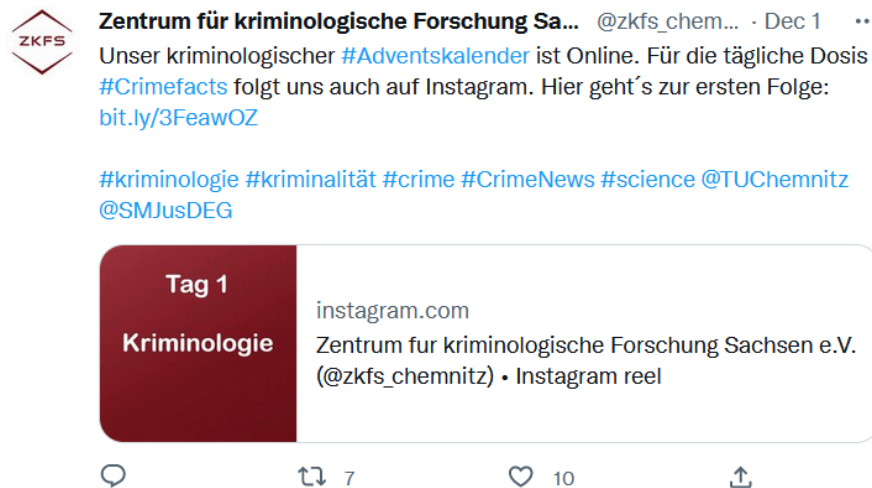 ZKFS
Zentrum für kriminologische Forschung Sa... @zkfs_chem... · Dec 1
Unser kriminologischer #Adventskalender ist Online. Für die tägliche Dosis
#Crimefacts folgt uns auch auf Instagram. Hier geht´s zur ersten Folge:
bit.ly/3FeawOZ
#kriminologie #kriminalität #crime #CrimeNews #science @TUChemnitz
@SMJusDEG
Tag 1
Kriminologie
instagram.com
Zentrum fur kriminologische Forschung Sachsen e.V.
(@zkfs_chemnitz) • Instagram reel
7
10